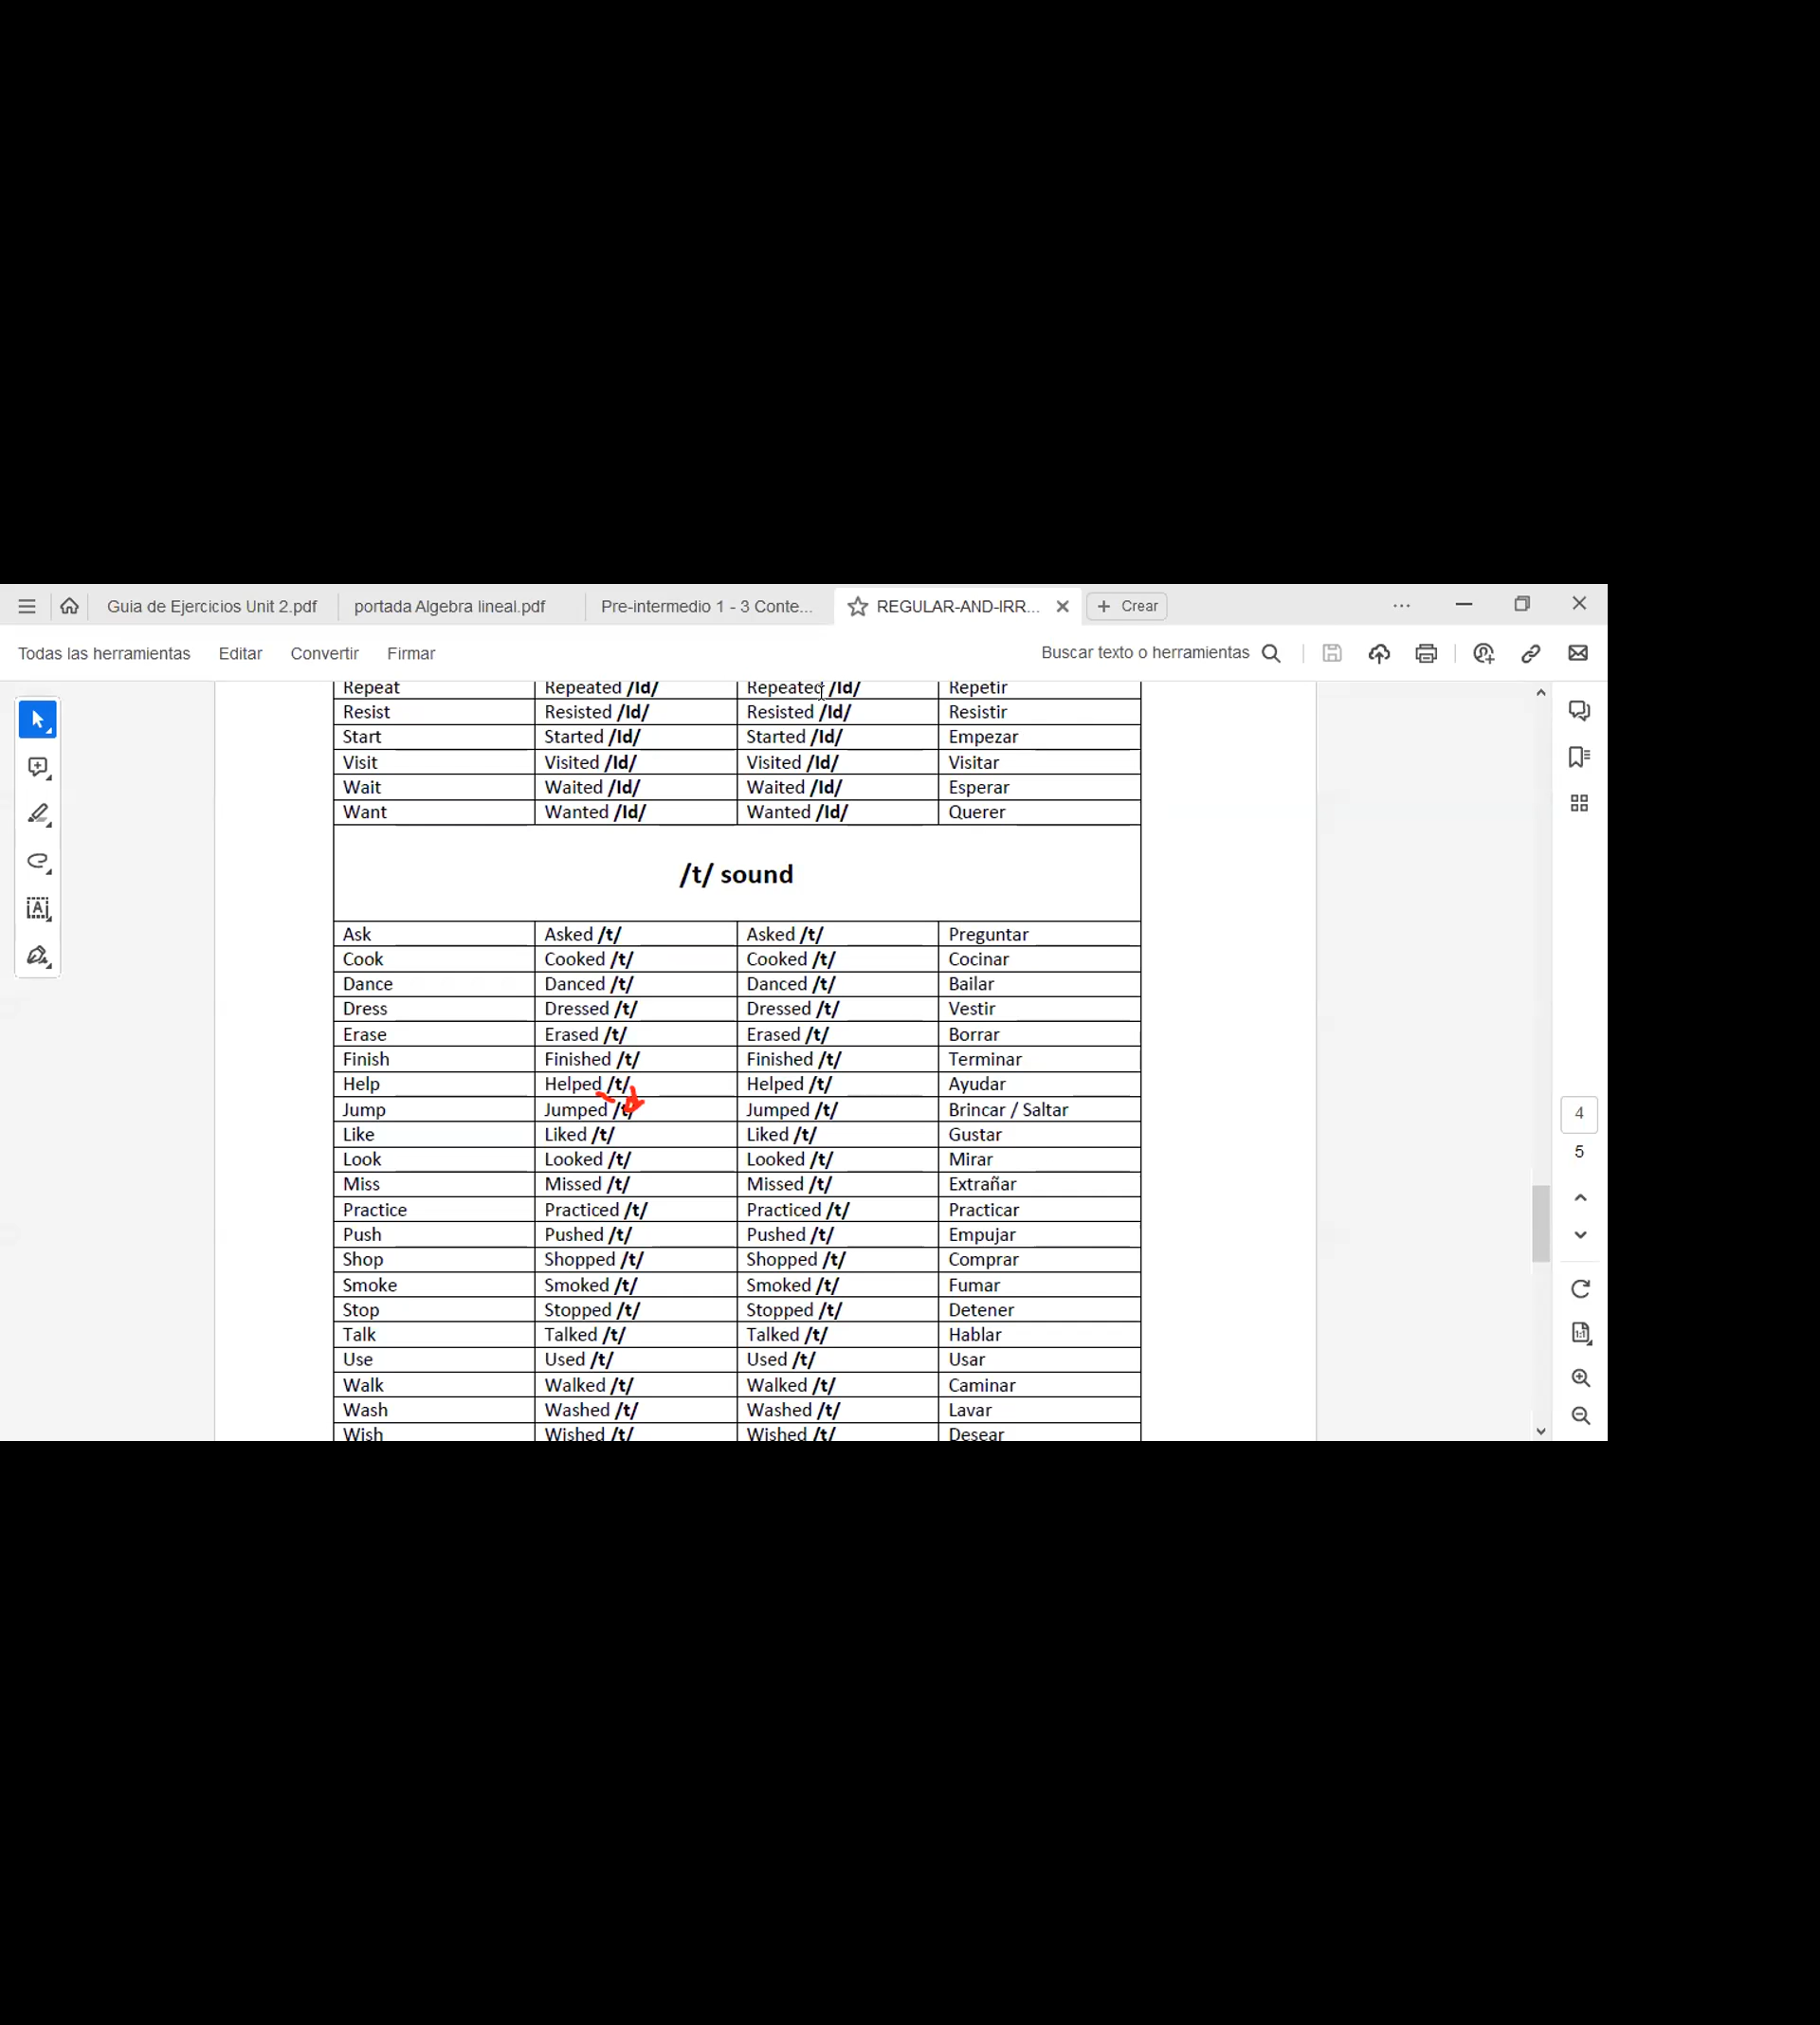 Guia de Ejercicios Unit 2.pdf portada Algebra lineal.pdf Pre-intermedio 1 - 3 Conte... REGULAR-AND-IRR... Crear
Todas las herramientas Editar Convertir Firmar Buscar texto o herramientas
Repeat Repeated /Id/ Repeated /Id/ Repetir
Resist Resisted /Id/ Resisted /Id/ Resistir
Start Started /Id/ Started /Id/ Empezar
Visit Visited /Id/ Visited /Id/ Visitar
Wait Waited /Id/ Waited /Id/ Esperar
Want Wanted /Id/ Wanted /Id/ Querer
/t/ sound
Ask Asked /t/ Asked /t/ Preguntar
Cook Cooked /t/ Cooked /t/ Cocinar
Dance Danced /t/ Danced /t/ Bailar
Dress Dressed /t/ Dressed /t/ Vestir
Erase Erased /t/ Erased /t/ Borrar
Finish Finished /t/ Finished /t/ Terminar
Help Helped /t/ Helped /t/ Ayudar
Jump Jumped /t/ Jumped /t/ Brincar / Saltar
Like Liked /t/ Liked /t/ Gustar
Look Looked /t/ Looked /t/ Mirar
Miss Missed /t/ Missed /t/ Extrañar
Practice Practiced /t/ Practiced /t/ Practicar
Push Pushed /t/ Pushed /t/ Empujar
Shop Shopped /t/ Shopped /t/ Comprar
Smoke Smoked /t/ Smoked /t/ Fumar
Stop Stopped /t/ Stopped /t/ Detener
Talk Talked /t/ Talked /t/ Hablar
Use Used /t/ Used /t/ Usar
Walk Walked /t/ Walked /t/ Caminar
Wash Washed /t/ Washed /t/ Lavar
Wish Wished /t/ Wished /t/ Desear
4
5